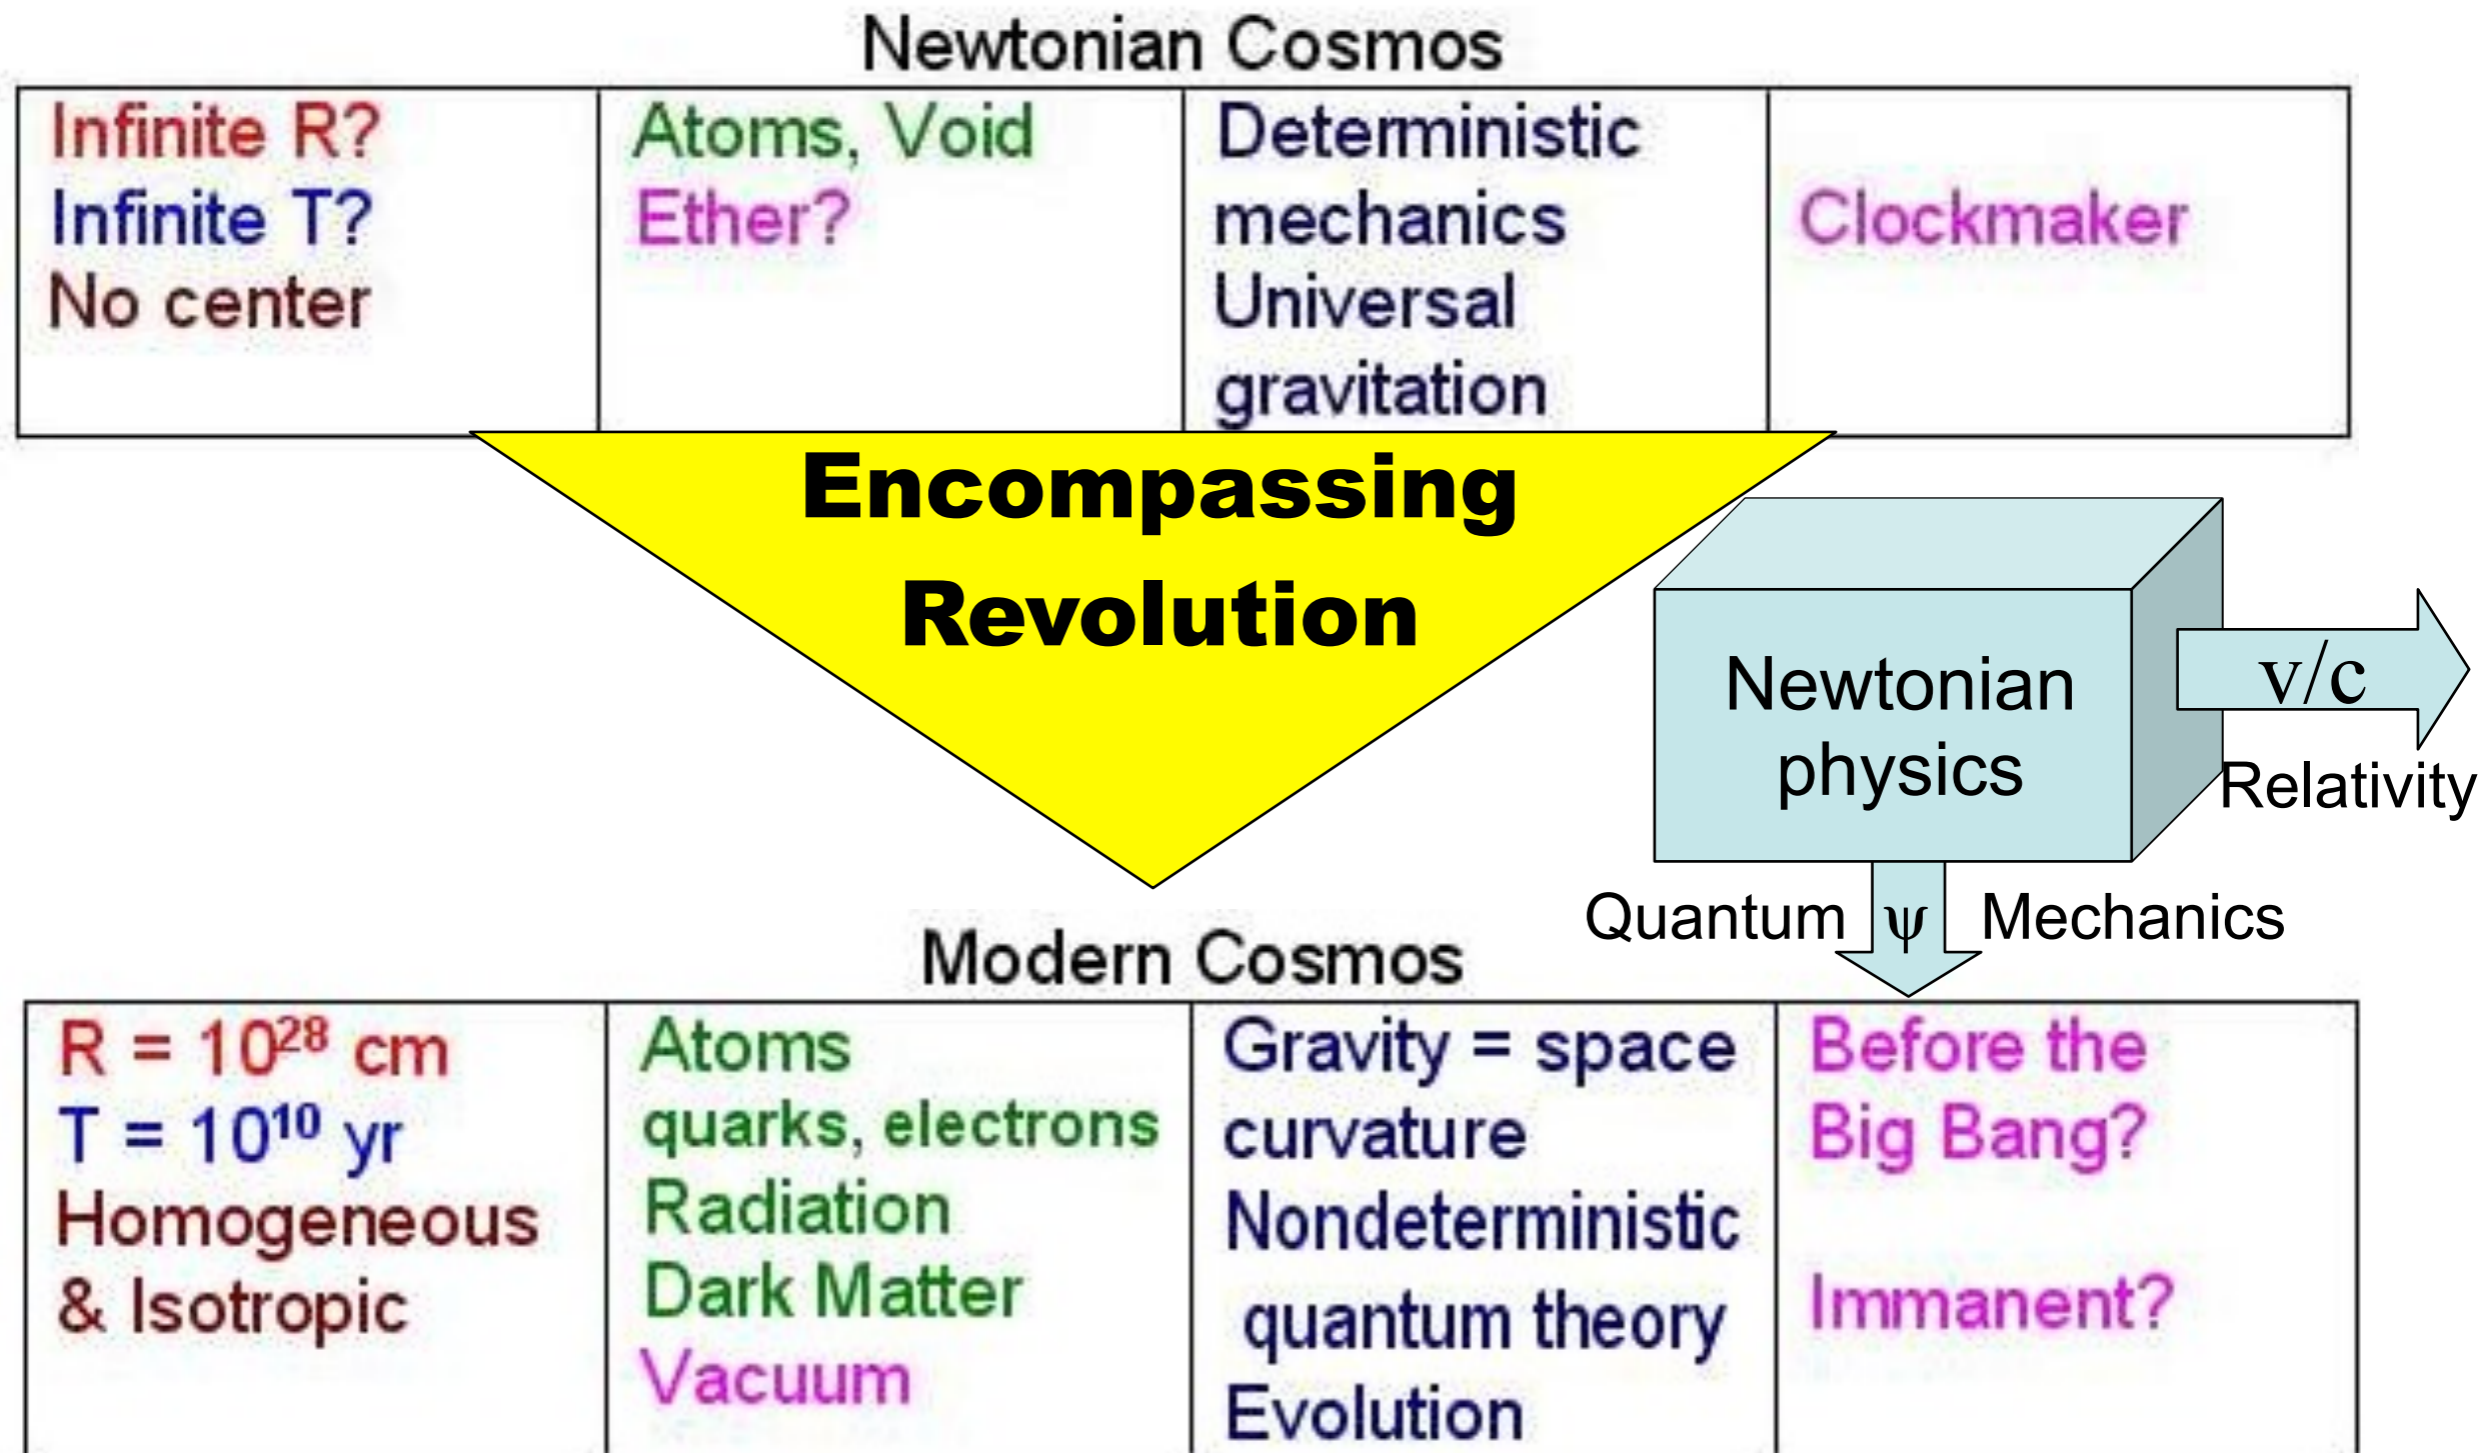 Newtonian Cosmos
Infinite R?
Infinite T?
No center
Atoms, Void
Ether?
Deterministic
mechanics
Universal
gravitation
Clockmaker
Encompassing
Revolution
Newtonian
physics
v/c
Relativity
Quantum ψ Mechanics
Modern Cosmos
R = 10²⁸ cm
T = 10¹⁰ yr
Homogeneous
& Isotropic
Atoms
quarks, electrons
Radiation
Dark Matter
Vacuum
Gravity = space
curvature
Nondeterministic
quantum theory
Evolution
Before the
Big Bang?
Immanent?